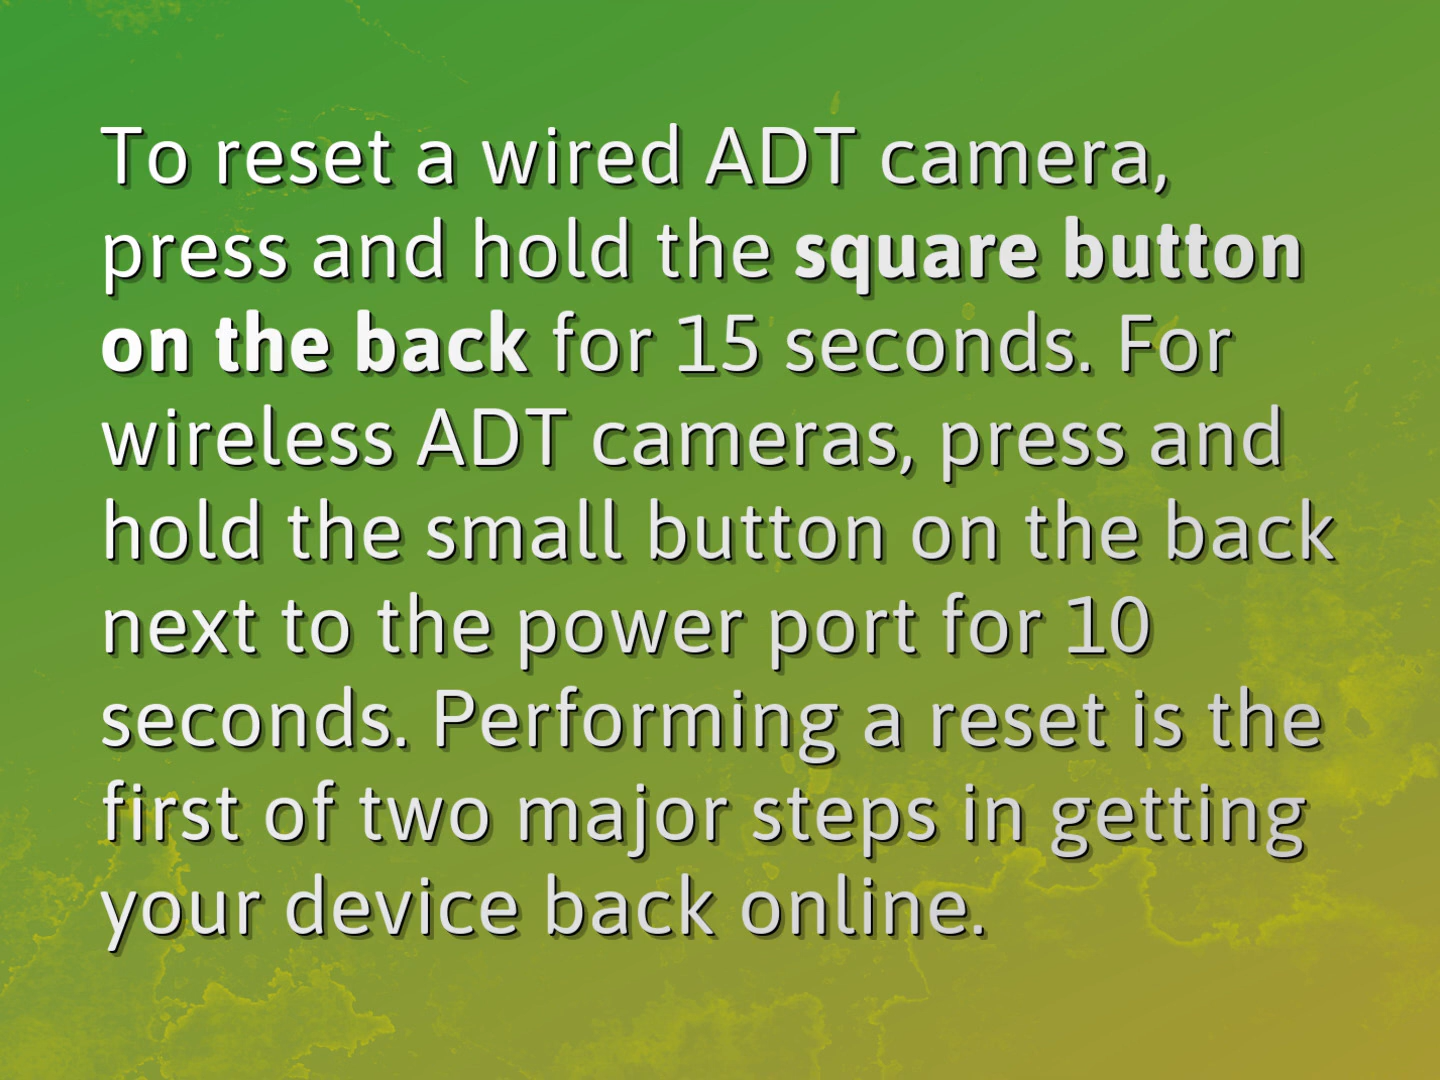 To reset a wired ADT camera,
press and hold the square button
on the back for 15 seconds. For
wireless ADT cameras, press and
hold the small button on the back
next to the power port for 10
seconds. Performing a reset is the
first of two major steps in getting
your device back online.